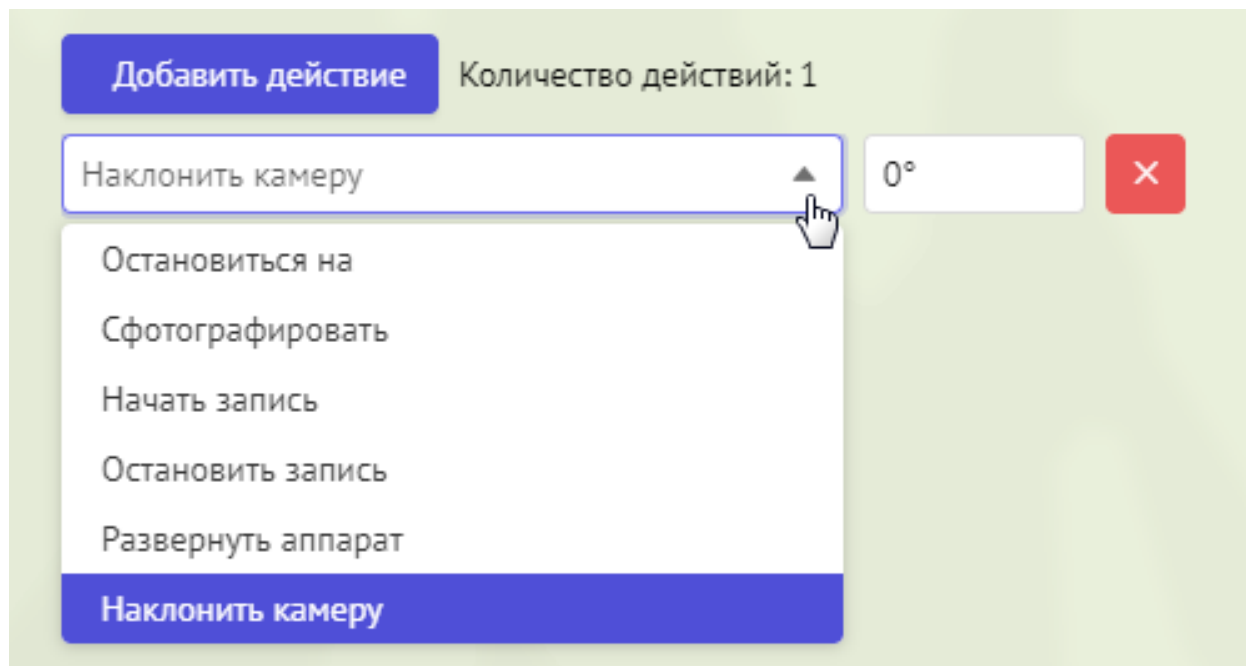 Добавить действие Количество действий: 1
Наклонить камеру 0°
Остановиться на
Сфотографировать
Начать запись
Остановить запись
Развернуть аппарат
Наклонить камеру